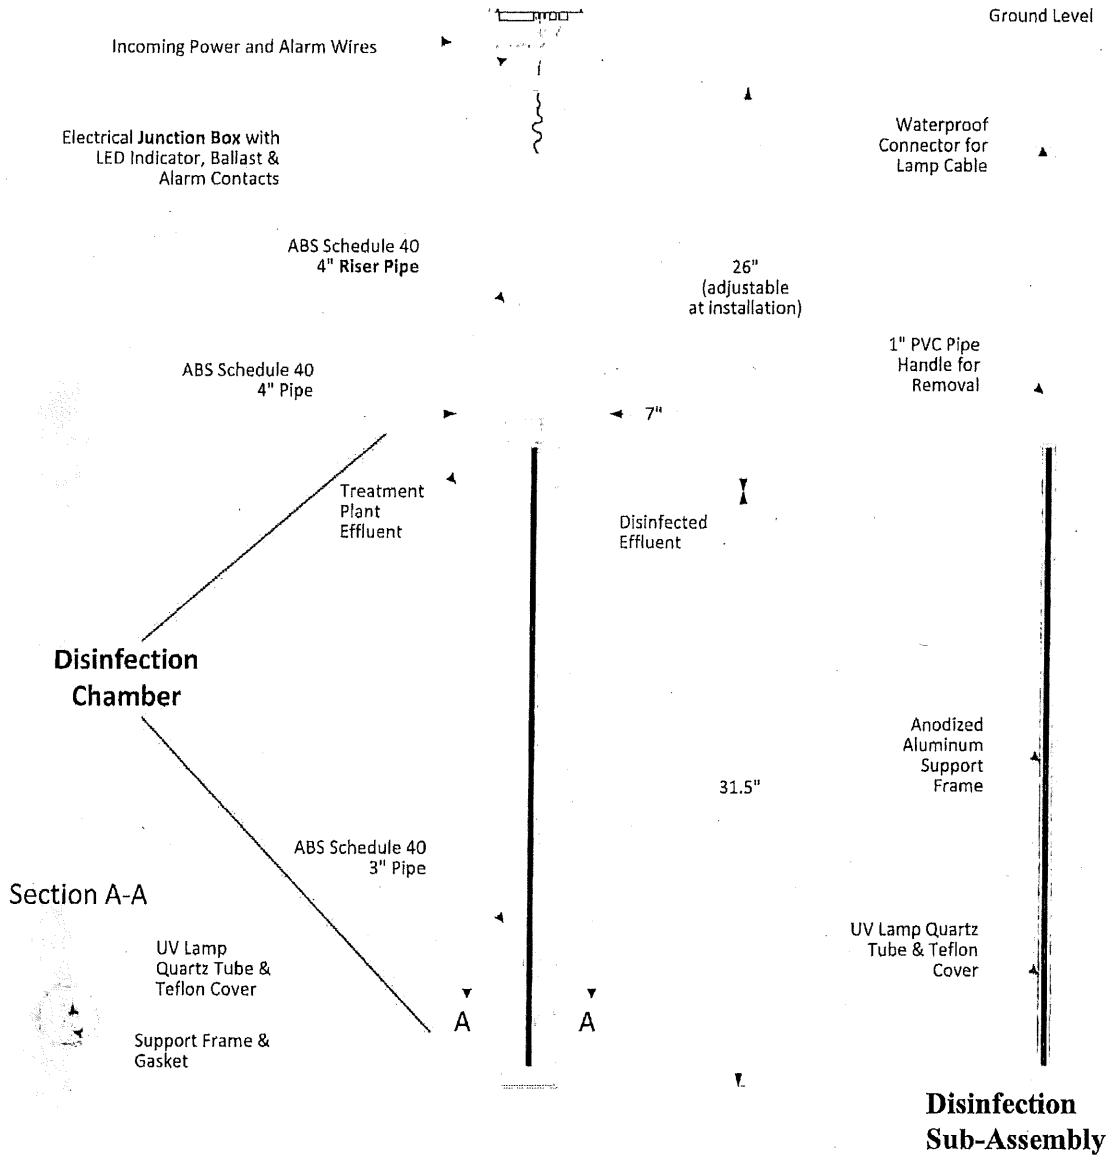 Ground Level
Incoming Power and Alarm Wires
Electrical Junction Box with
LED Indicator, Ballast &
Alarm Contacts
Waterproof
Connector for
Lamp Cable
ABS Schedule 40
4" Riser Pipe
26"
(adjustable
at installation)
1" PVC Pipe
Handle for
Removal
ABS Schedule 40
4" Pipe
7"
Treatment
Plant
Effluent
Disinfected
Effluent
Disinfection
Chamber
Anodized
Aluminum
Support
Frame
31.5"
ABS Schedule 40
3" Pipe
Section A-A
UV Lamp
Quartz Tube &
Teflon Cover
UV Lamp Quartz
Tube & Teflon
Cover
A A
Support Frame &
Gasket
Disinfection
Sub-Assembly